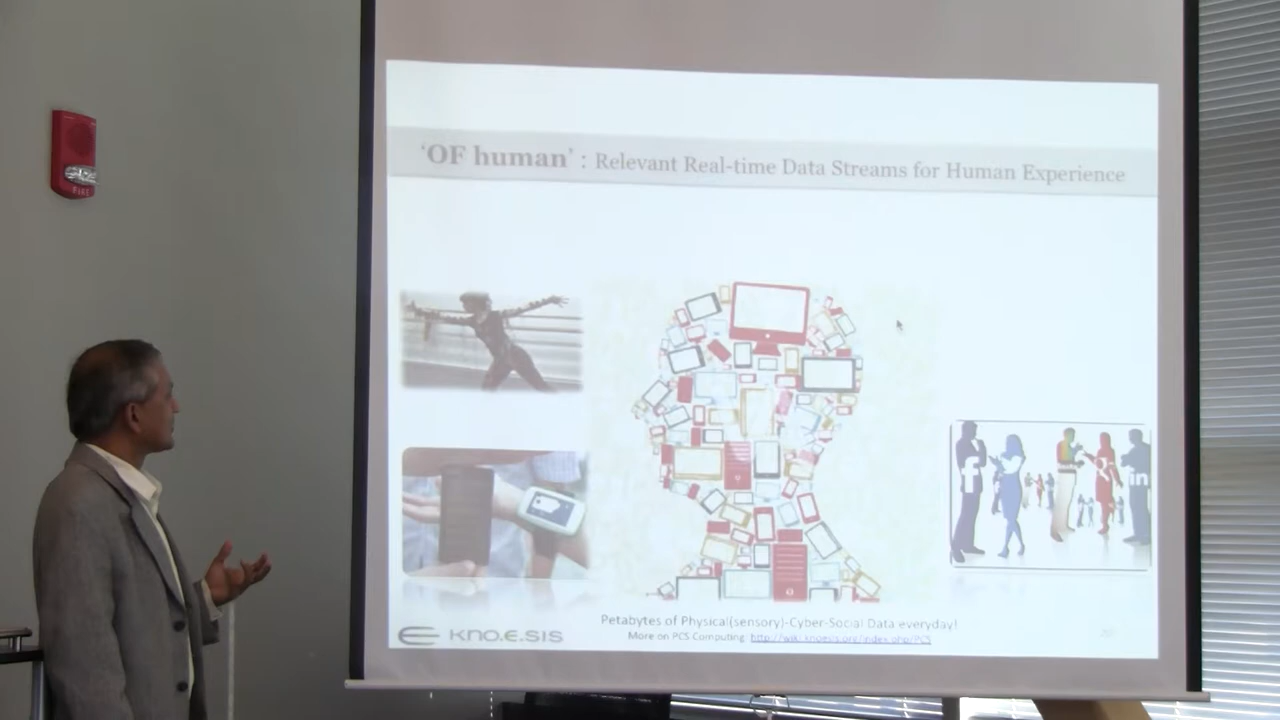 FIRE
'OF human' : Relevant Real-time Data Streams for Human Experience
f
g+
in
Petabytes of Physical(sensory)-Cyber-Social Data everyday!
More on PCS Computing: http://wiki.knoesis.org/index.php/PCS
KNO.E.SIS